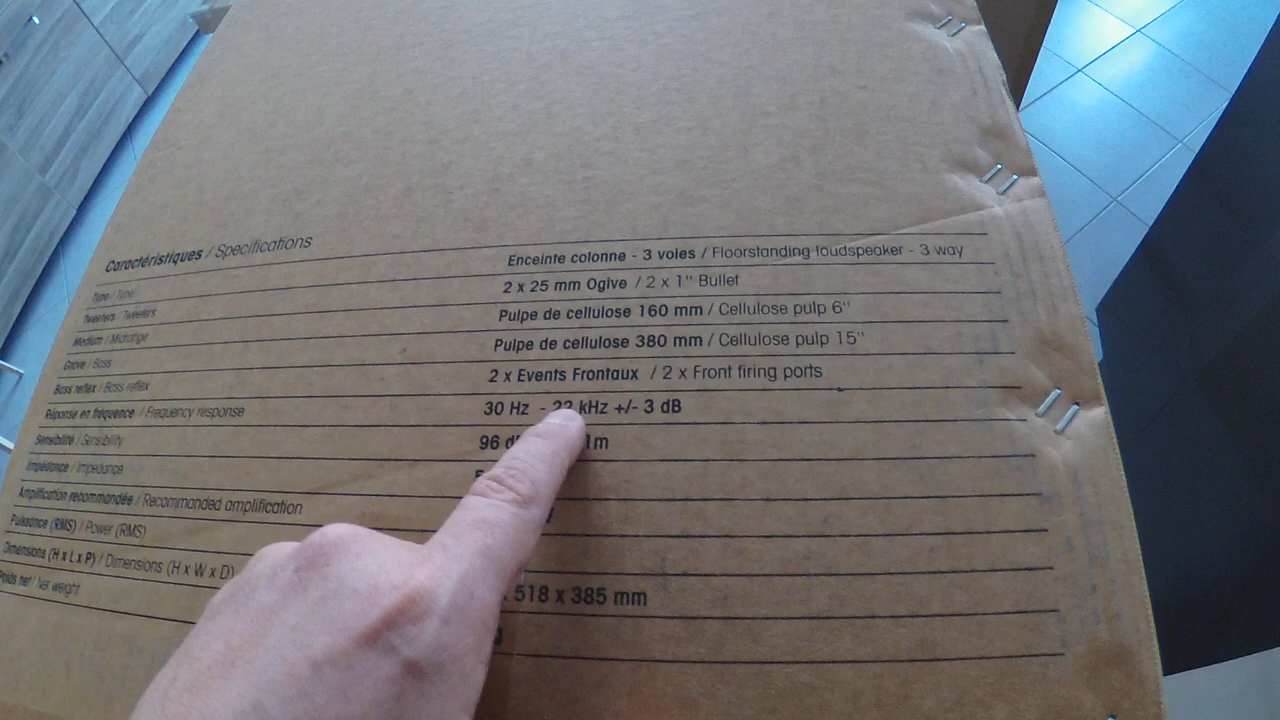 Caractéristiques / Specifications
Type / Type Enceinte colonne - 3 voies / Floorstanding loudspeaker - 3 way
Tweeters / Tweeters 2 x 25 mm Ogive / 2 x 1" Bullet
Medium / Midrange Pulpe de cellulose 160 mm / Cellulose pulp 6"
Grave / Bass Pulpe de cellulose 380 mm / Cellulose pulp 15"
Bass reflex / Bass reflex 2 x Events Frontaux / 2 x Front firing ports
Réponse en fréquence / Frequency response 30 Hz - 22 kHz +/- 3 dB
Sensibilité / Sensibility 96 1m
Impédance / Impedance
Amplification recommandée / Recommanded amplification
Puissance (RMS) / Power (RMS)
Dimensions (H x L x P) / Dimensions (H x W x D) x 518 x 385 mm
Poids net / Net weight